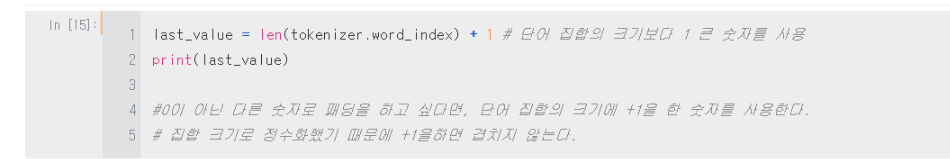 In [15]:
1 last_value = len(tokenizer.word_index) + 1 # 단어 집합의 크기보다 1 큰 숫자를 사용
2 print(last_value)
3
4 #0이 아닌 다른 숫자로 패딩을 하고 싶다면, 단어 집합의 크기에 +1을 한 숫자를 사용한다.
5 # 집합 크기로 정수화했기 때문에 +1을하면 겹치지 않는다.